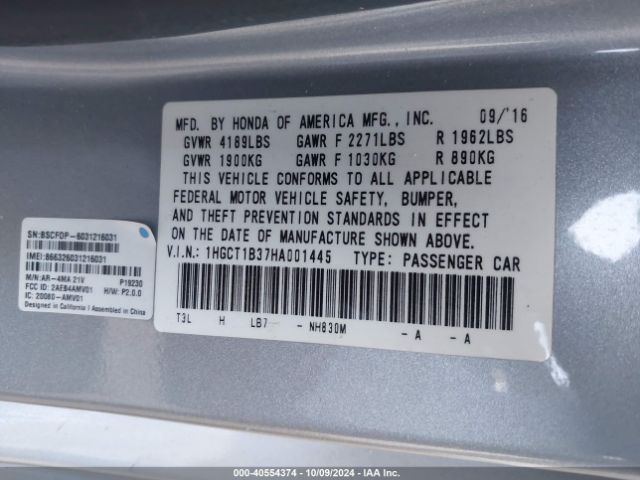 MFD. BY HONDA OF AMERICA MFG., INC. 09/'16
GVWR 4189LBS GAWR F 2271LBS R 1962LBS
GVWR 1900KG GAWR F 1030KG R 890KG
THIS VEHICLE CONFORMS TO ALL APPLICABLE
FEDERAL MOTOR VEHICLE SAFETY, BUMPER,
AND THEFT PREVENTION STANDARDS IN EFFECT
ON THE DATE OF MANUFACTURE SHOWN ABOVE.
V.I.N.: 1HGCT1B37HA001445 TYPE: PASSENGER CAR
T3L H LB7 - NH830M - A - A
SN:BSCFDP-6031216031
IMEI:866326031216031
M/N:AR-4MA 21V P19230
FCC ID: 2AEB4AMV01 H/W: P2.0.0
IC: 20080-AMV01
Designed in California | Assembled in China
000-40554374 | 10/09/2024 | IAA Inc.